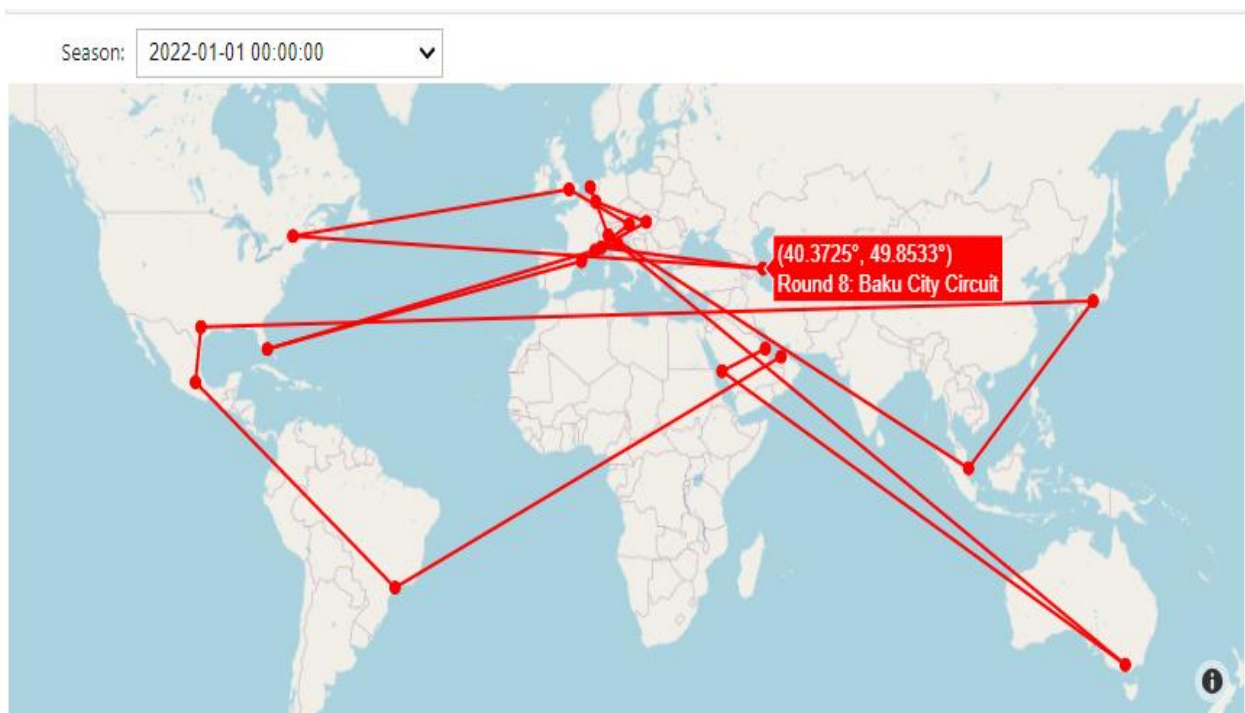 Season: 2022-01-01 00:00:00
(40.3725°, 49.8533°)
Round 8: Baku City Circuit